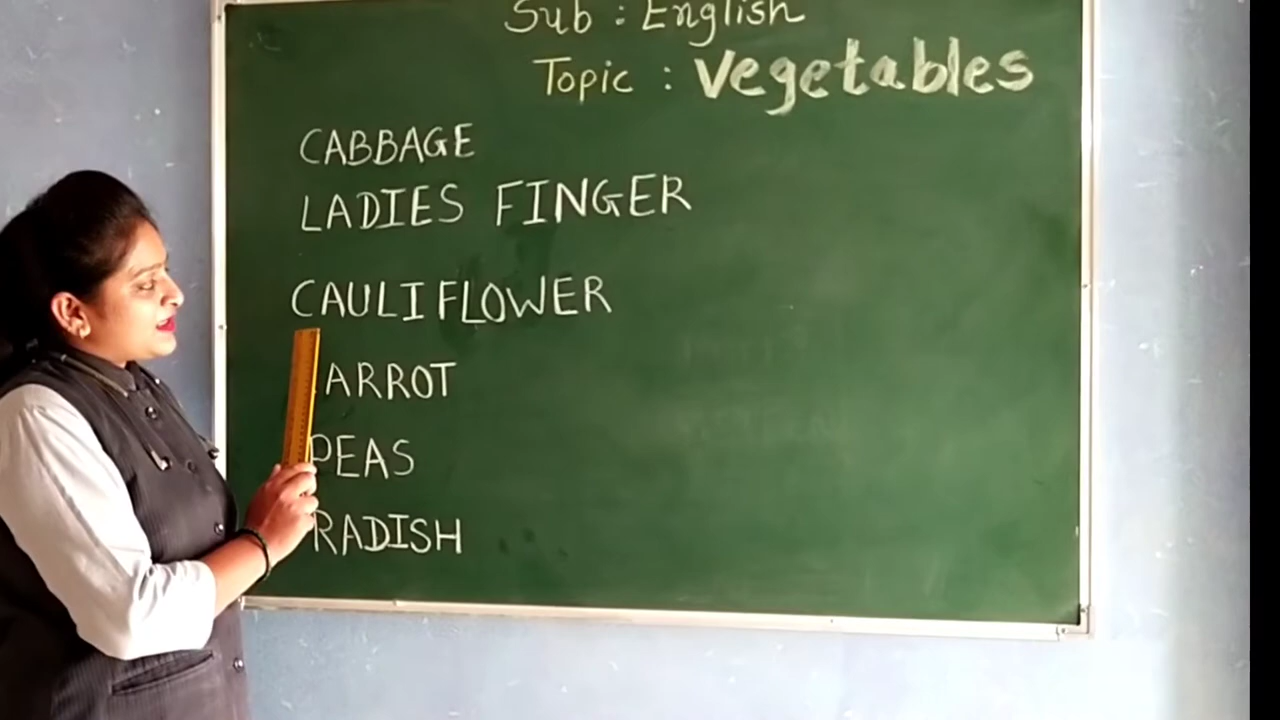 Sub : English
Topic : Vegetables
CABBAGE
LADIES FINGER
CAULIFLOWER
ARROT
PEAS
RADISH